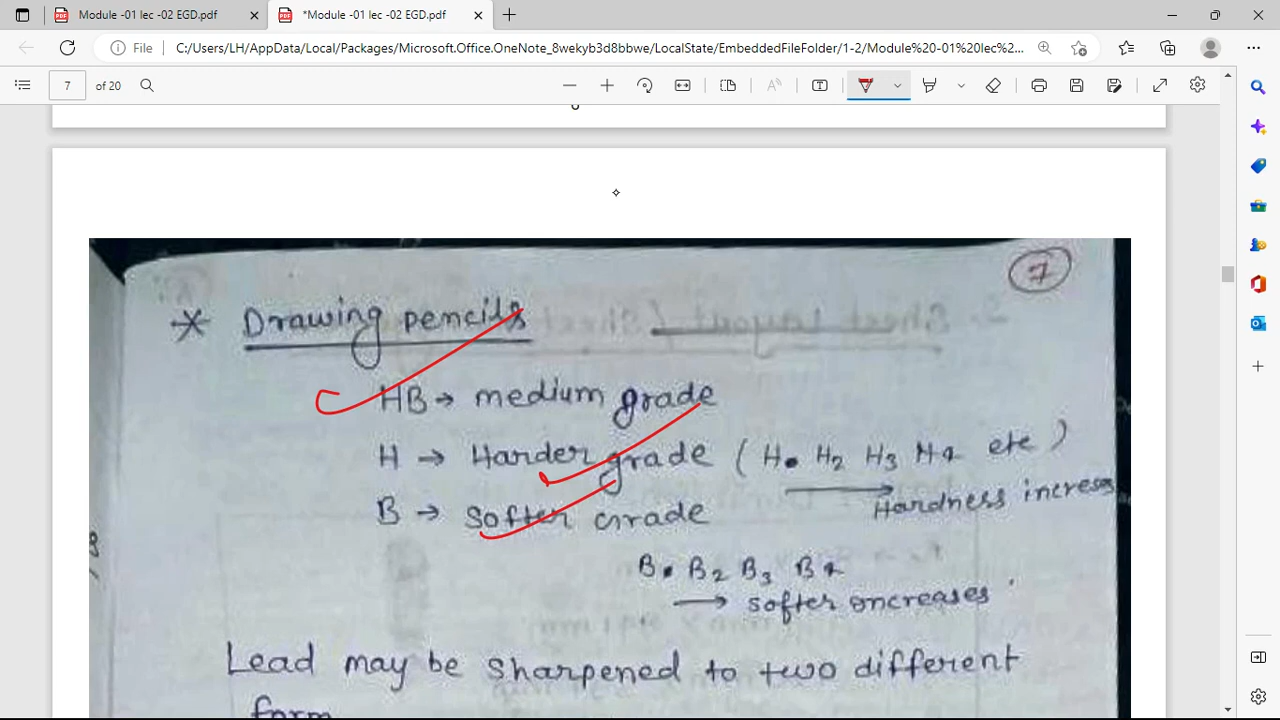 Module -01 lec -02 EGD.pdf
*Module -01 lec -02 EGD.pdf
File
C:/Users/LH/AppData/Local/Packages/Microsoft.Office.OneNote_8wekyb3d8bbwe/LocalState/EmbeddedFileFolder/1-2/Module%20-01%20lec%2...
7 of 20
7
* Drawing pencils
HB → medium grade
H → Harder grade (H. H2 H3 H4 etc)
→ Hardness increses
B → Softer Grade
B. B2 B3 B4
→ softer increases
Lead may be sharpened to two different
form